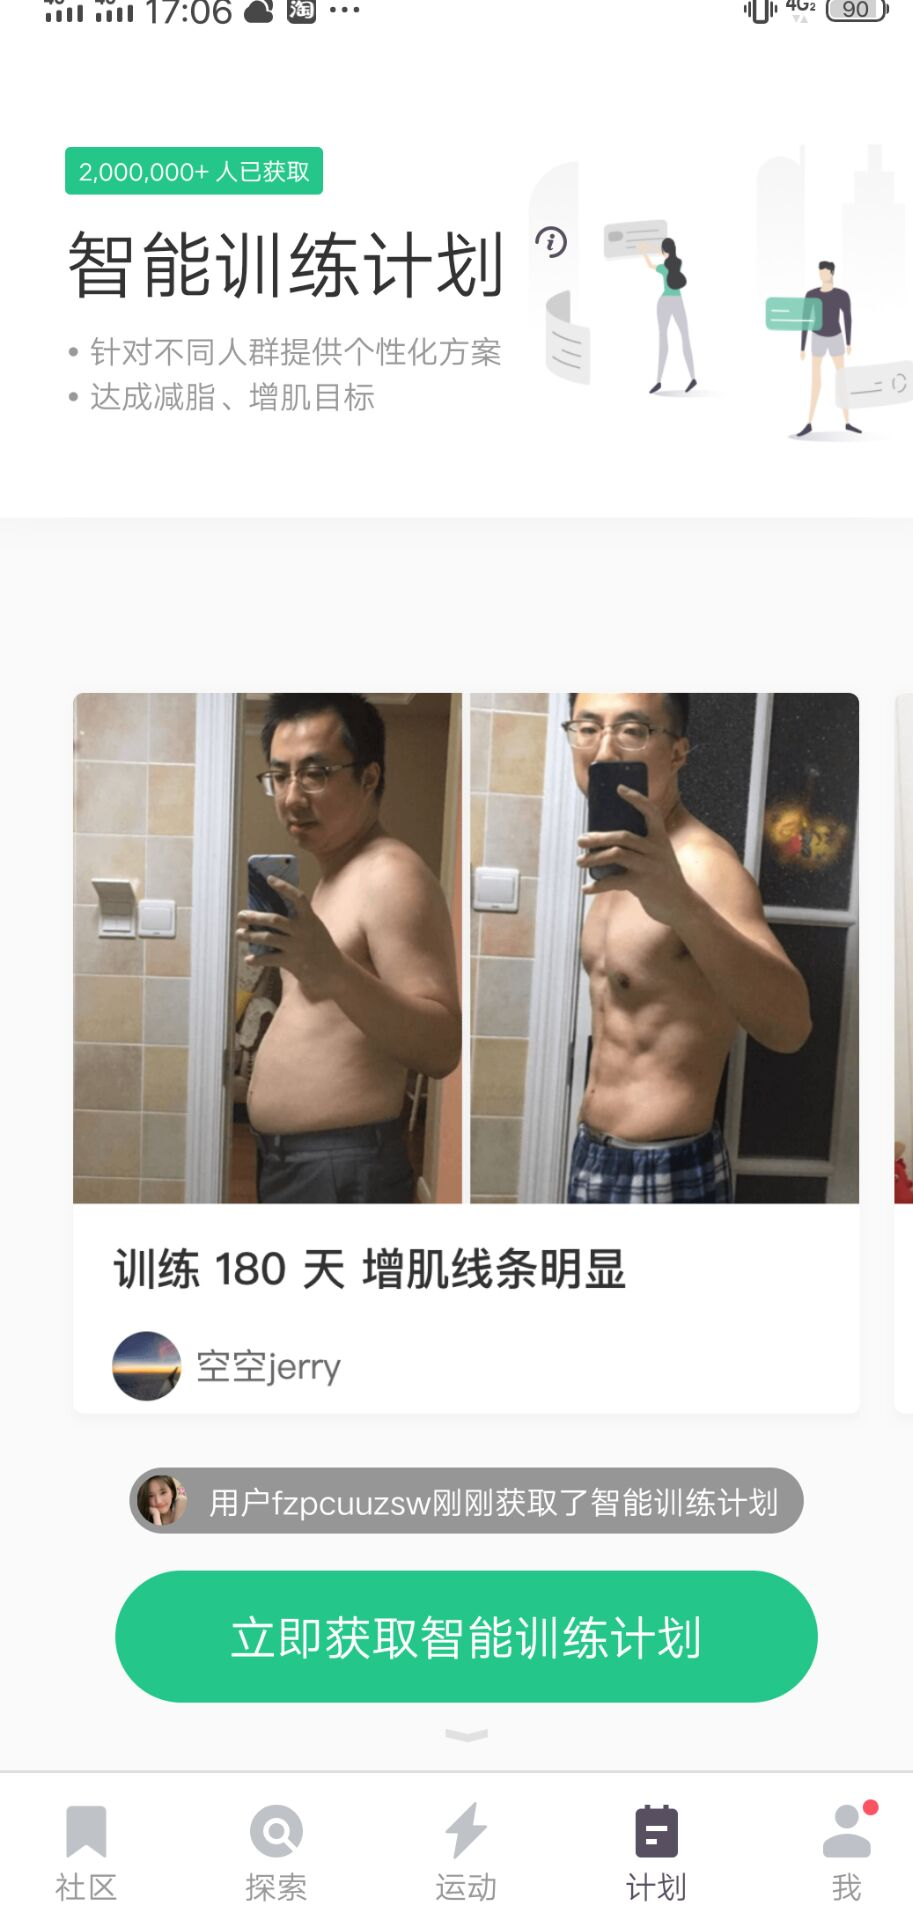 17:06 淘 ••• 4G₂ 90
2,000,000+ 人已获取
智能训练计划
• 针对不同人群提供个性化方案
• 达成减脂、增肌目标
训练 180 天 增肌线条明显
空空jerry
用户fzpcuuzsw刚刚获取了智能训练计划
立即获取智能训练计划
社区 探索 运动 计划 我